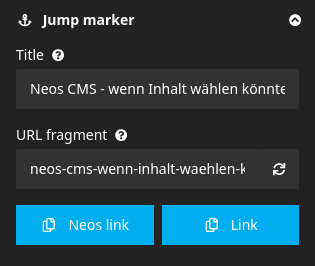 Jump marker
Title
Neos CMS - wenn Inhalt wählen könnte
URL fragment
neos-cms-wenn-inhalt-waehlen-k
Neos link
Link